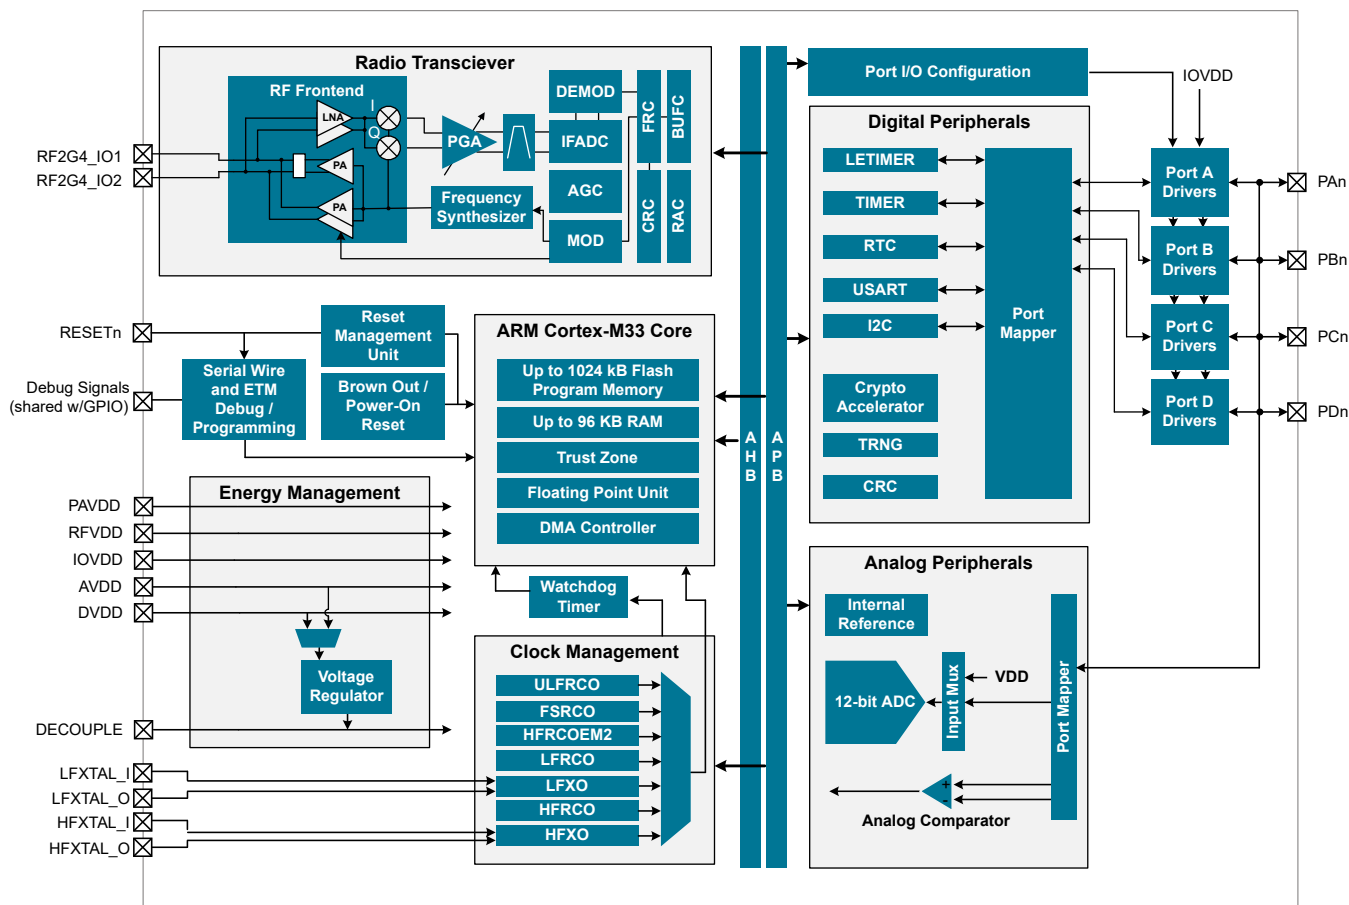 Radio Transciever
RF Frontend
LNA
I
Q
PA
PA
PGA
DEMOD
IFADC
AGC
MOD
Frequency
Synthesizer
FRC
BUFC
CRC
RAC
RF2G4_IO1
RF2G4_IO2
RESETn
Debug Signals
(shared w/GPIO)
Reset
Management
Unit
Serial Wire
and ETM
Debug /
Programming
Brown Out /
Power-On
Reset
ARM Cortex-M33 Core
Up to 1024 kB Flash
Program Memory
Up to 96 KB RAM
Trust Zone
Floating Point Unit
DMA Controller
Watchdog
Timer
Energy Management
PAVDD
RFVDD
IOVDD
AVDD
DVDD
Voltage
Regulator
DECOUPLE
LFXTAL_I
LFXTAL_O
HFXTAL_I
HFXTAL_O
Clock Management
ULFRCO
FSRCO
HFRCOEM2
LFRCO
LFXO
HFRCO
HFXO
AHB
APB
Port I/O Configuration
IOVDD
Digital Peripherals
LETIMER
TIMER
RTC
USART
I2C
Crypto
Accelerator
TRNG
CRC
Port
Mapper
Port A
Drivers
Port B
Drivers
Port C
Drivers
Port D
Drivers
PAn
PBn
PCn
PDn
Analog Peripherals
Internal
Reference
12-bit ADC
Input Mux
VDD
Port Mapper
+
-
Analog Comparator